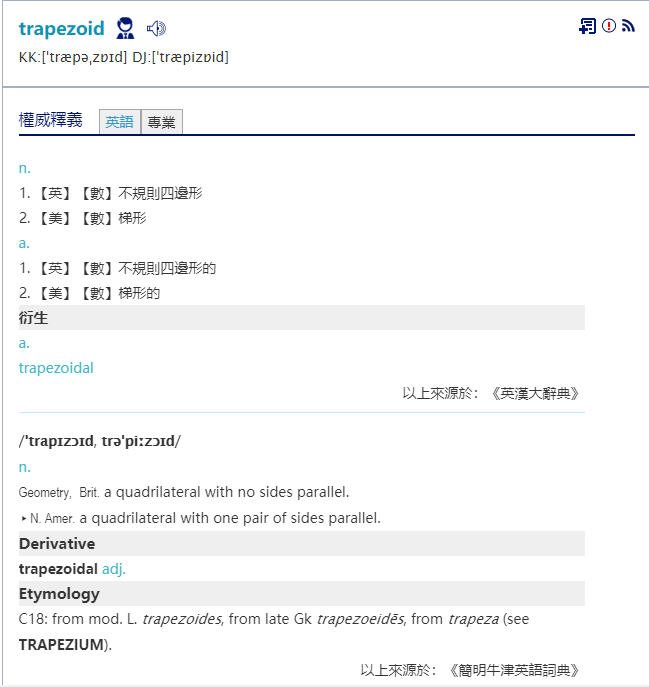 trapezoid
KK:[ˈtræpəˌzɒɪd] DJ:[ˈtræpizɒid]
權威釋義 英語 專業
n.
1. 【英】【數】不規則四邊形
2. 【美】【數】梯形
a.
1. 【英】【數】不規則四邊形的
2. 【美】【數】梯形的
衍生
a.
trapezoidal
以上來源於：《英漢大辭典》
/ˈtrapɪzɔɪd, trəˈpiːzɔɪd/
n.
Geometry, Brit. a quadrilateral with no sides parallel.
‣N. Amer. a quadrilateral with one pair of sides parallel.
Derivative
trapezoidal adj.
Etymology
C18: from mod. L. trapezoides, from late Gk trapezoeidēs, from trapeza (see
TRAPEZIUM).
以上來源於：《簡明牛津英語詞典》